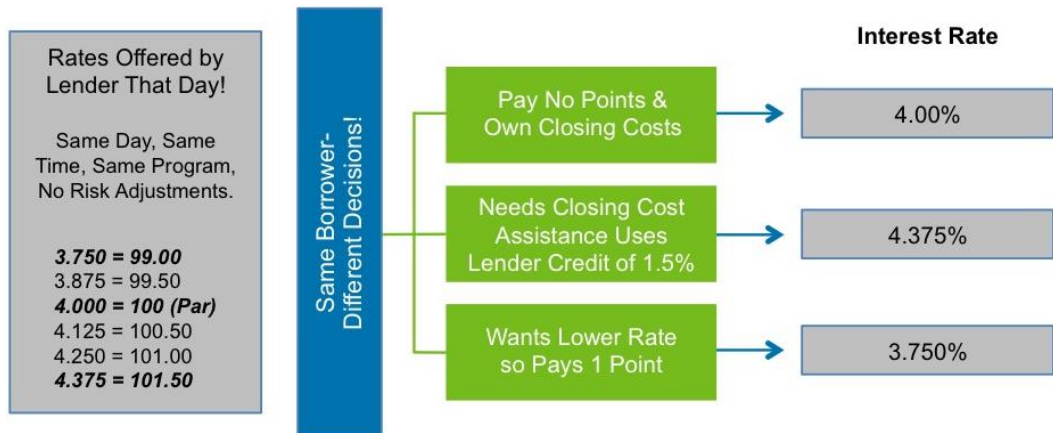 Rates Offered by
Lender That Day!
Same Day, Same
Time, Same Program,
No Risk Adjustments.
3.750 = 99.00
3.875 = 99.50
4.000 = 100 (Par)
4.125 = 100.50
4.250 = 101.00
4.375 = 101.50
Same Borrower-
Different Decisions!
Pay No Points &
Own Closing Costs
Needs Closing Cost
Assistance Uses
Lender Credit of 1.5%
Wants Lower Rate
so Pays 1 Point
Interest Rate
4.00%
4.375%
3.750%